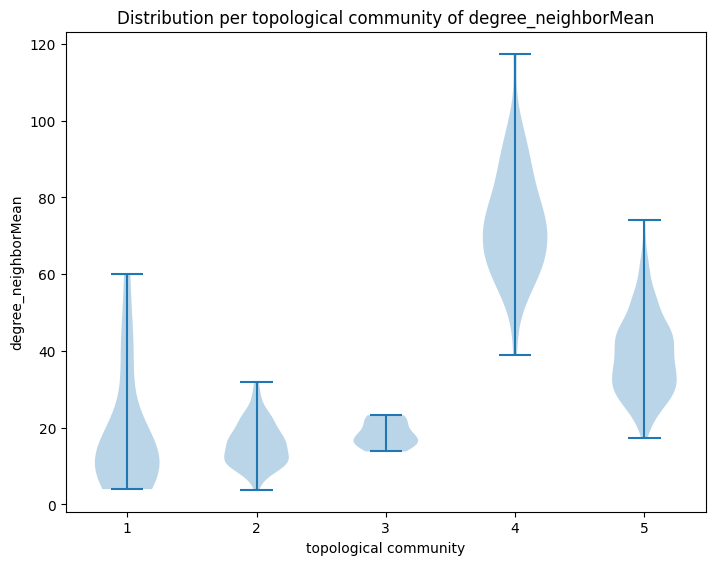 Distribution per topological community of degree_neighborMean
degree_neighborMean
120
100
80
60
40
20
0
1 2 3 4 5
topological community